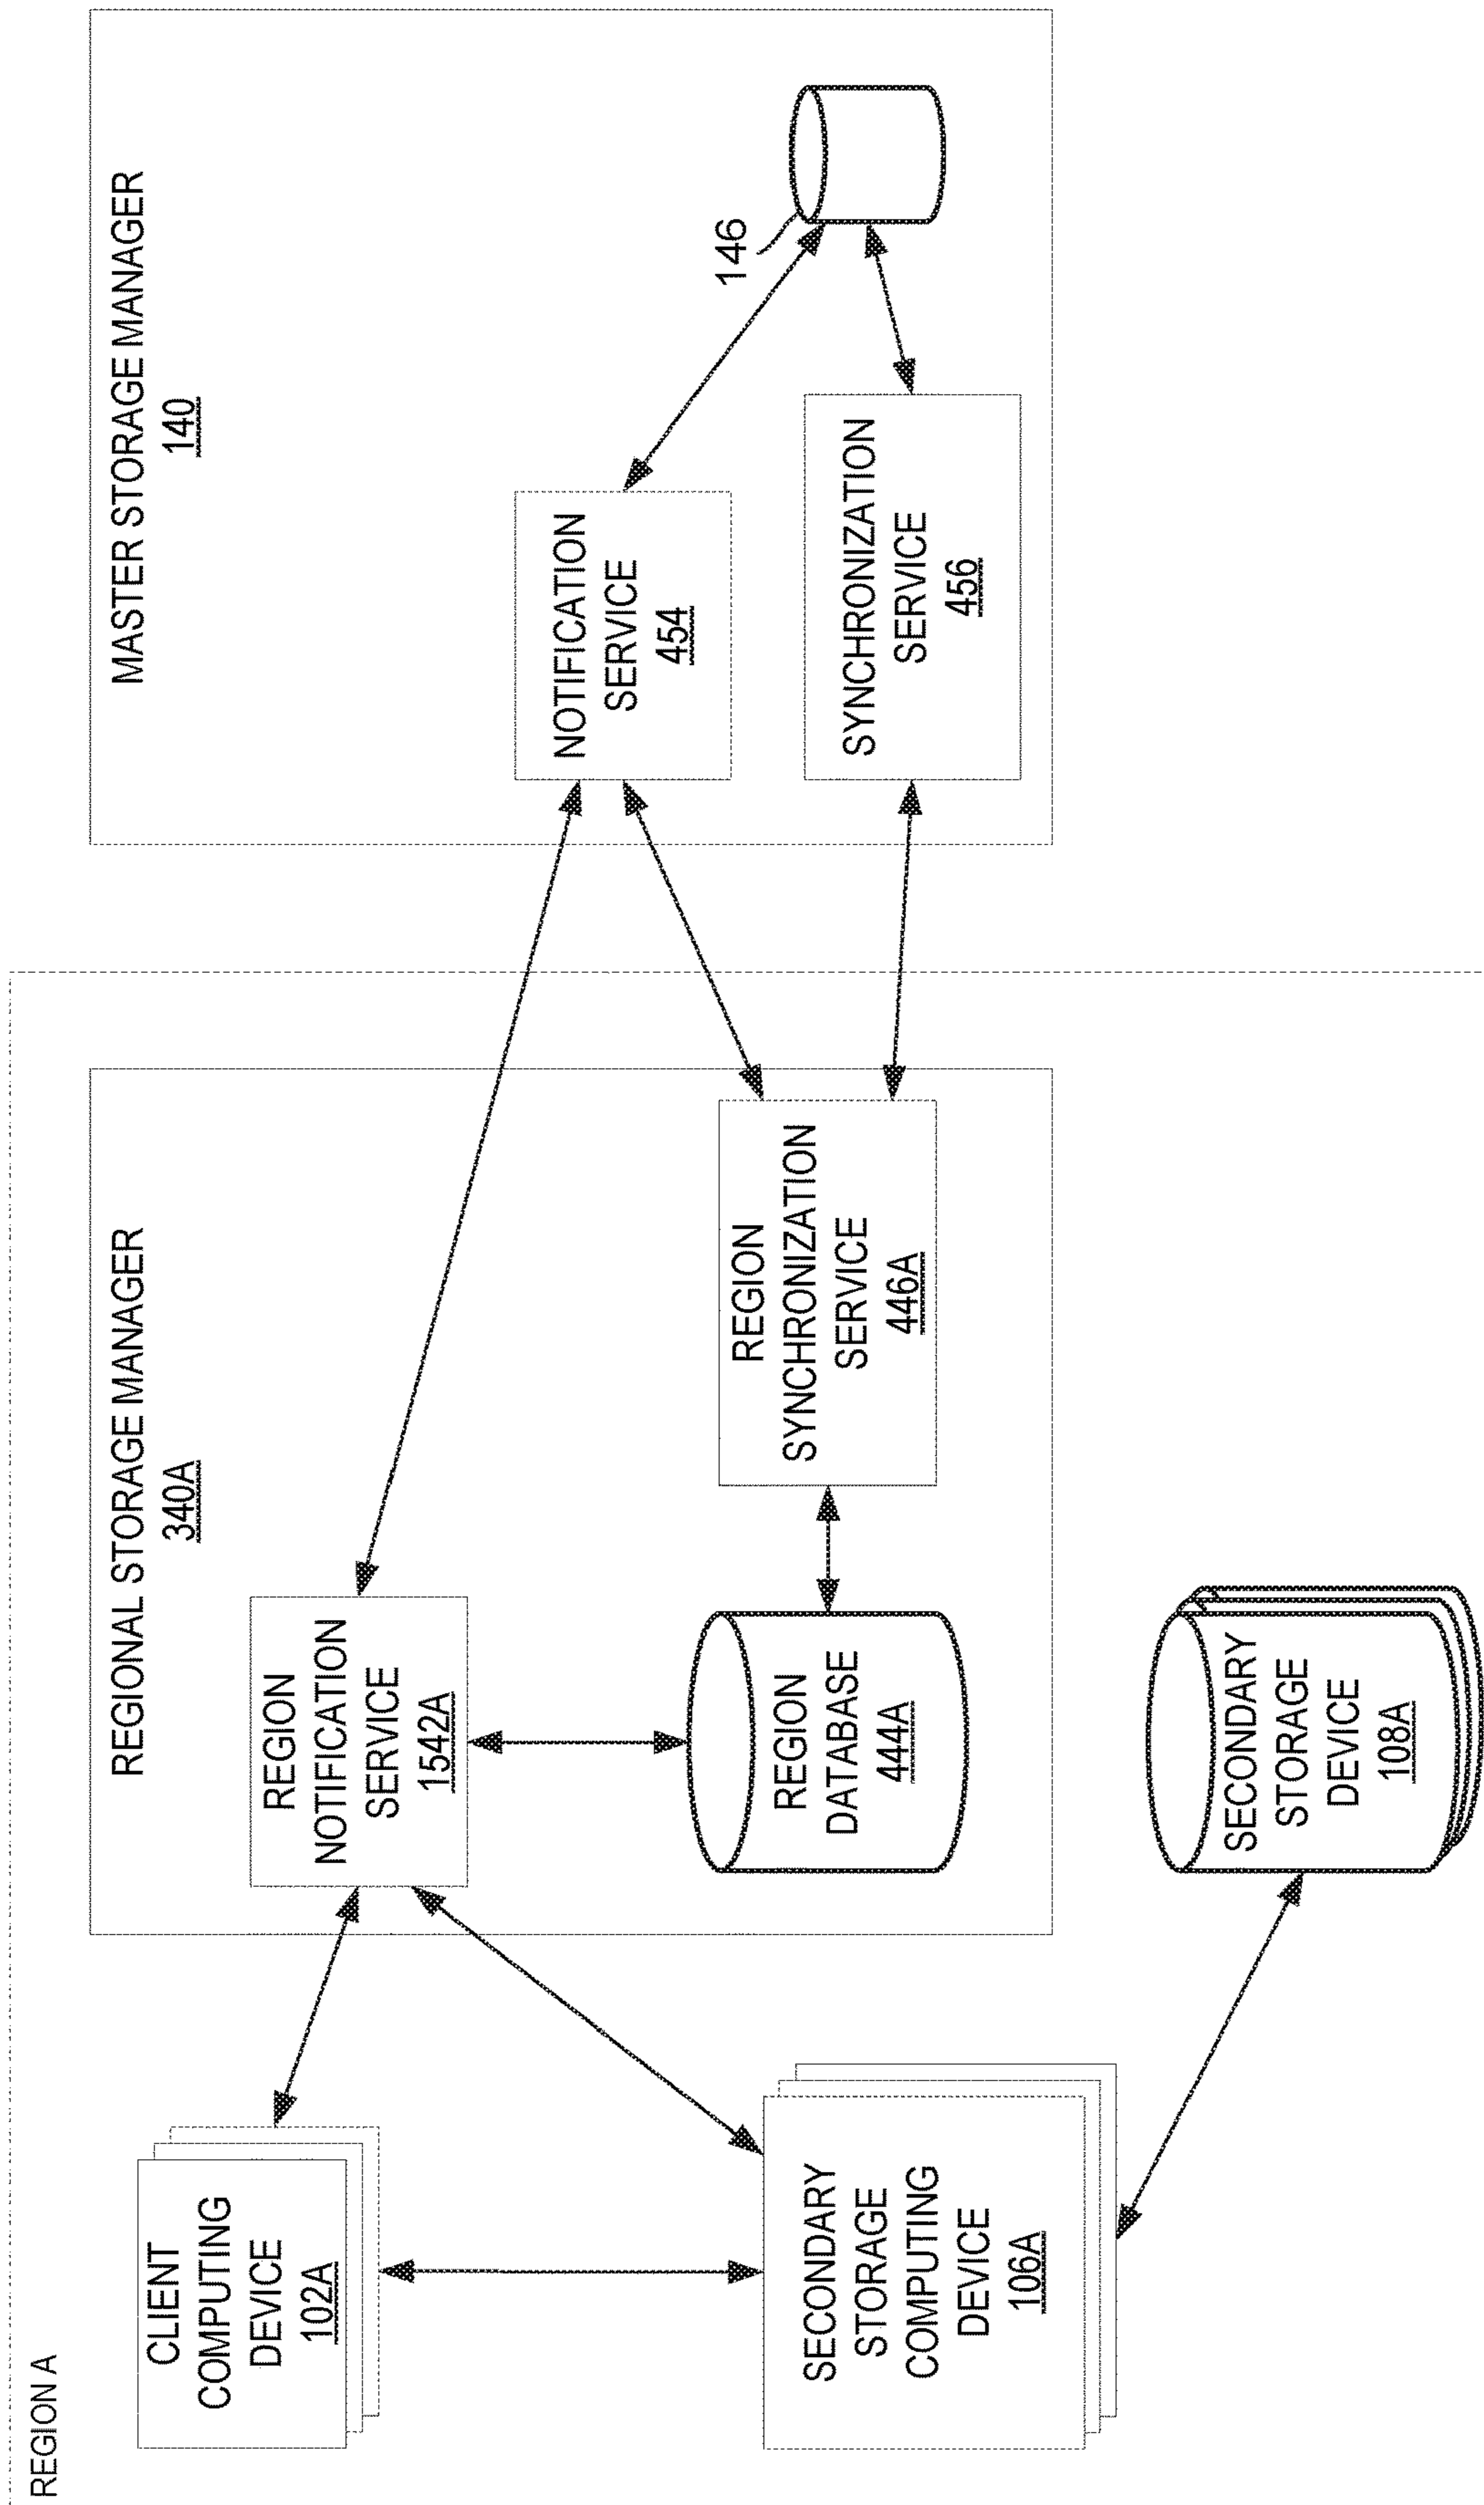 REGION A
CLIENT
COMPUTING
DEVICE
102A
SECONDARY
STORAGE
COMPUTING
DEVICE
106A
REGIONAL STORAGE MANAGER
340A
REGION
NOTIFICATION
SERVICE
1542A
REGION
DATABASE
444A
REGION
SYNCHRONIZATION
SERVICE
446A
SECONDARY
STORAGE
DEVICE
108A
MASTER STORAGE MANAGER
140
NOTIFICATION
SERVICE
454
SYNCHRONIZATION
SERVICE
456
146